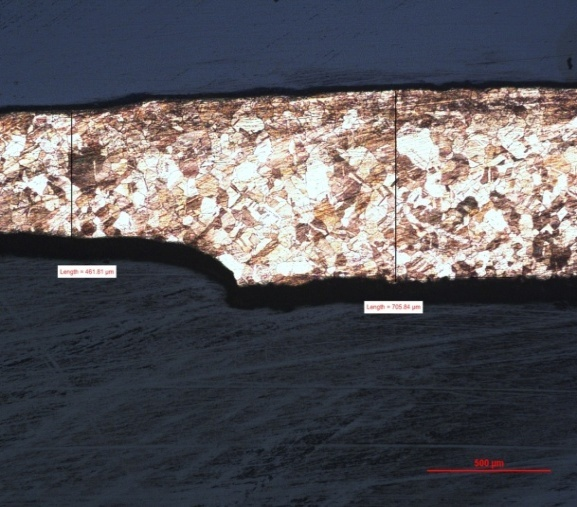 Length = 461.81 µm
Length = 705.84 µm
500 µm